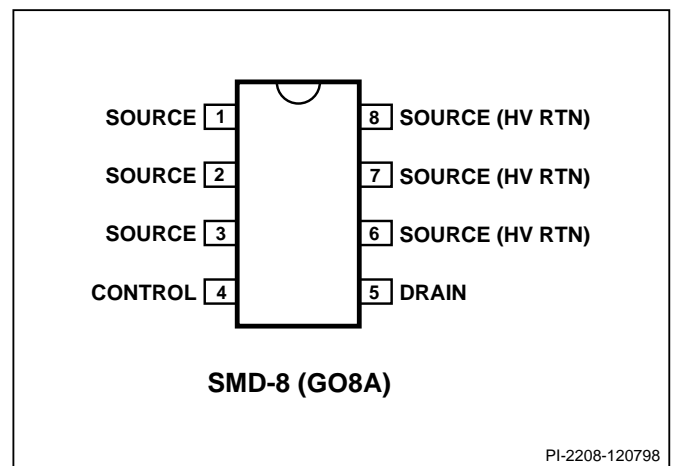 SOURCE 1 8 SOURCE (HV RTN)
SOURCE 2 7 SOURCE (HV RTN)
SOURCE 3 6 SOURCE (HV RTN)
CONTROL 4 5 DRAIN
SMD-8 (GO8A)
PI-2208-120798